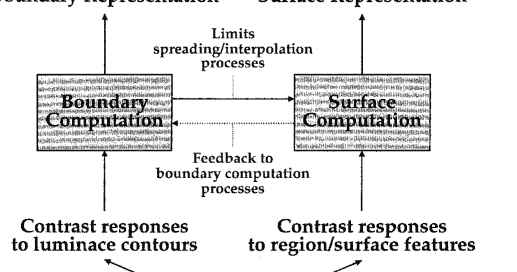 Boundary Representation Surface Representation
Limits
spreading/interpolation
processes
Boundary
Computation
Surface
Computation
Feedback to
boundary computation
processes
Contrast responses
to luminace contours
Contrast responses
to region/surface features